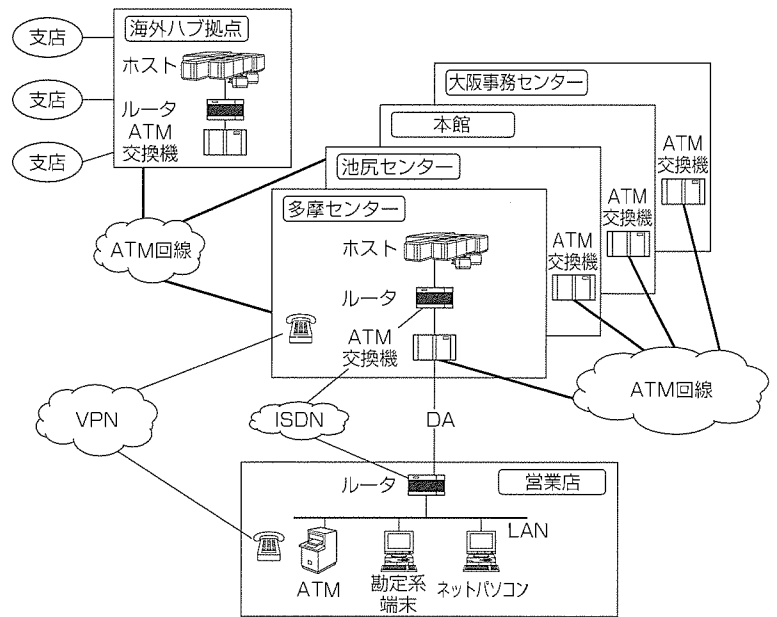 海外ハブ拠点
支店
支店
支店
ホスト
ルータ
ATM
交換機
大阪事務センター
本館
池尻センター
多摩センター
ATM
交換機
ATM
交換機
ATM
交換機
ATM回線
ホスト
ルータ
ATM
交換機
ATM回線
VPN
ISDN
DA
営業店
ルータ
LAN
ATM
勘定系
端末
ネットパソコン